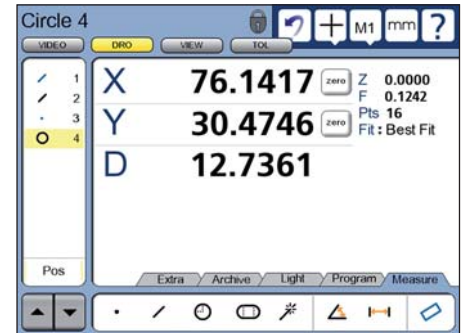 Circle 4
M1 mm ?
VIDEO DRO VIEW TOL
1
2
3
4
X 76.1417 zero
Y 30.4746 zero
D 12.7361
Z 0.0000
F 0.1242
Pts 16
Fit : Best Fit
Pos
Extra Archive Light Program Measure